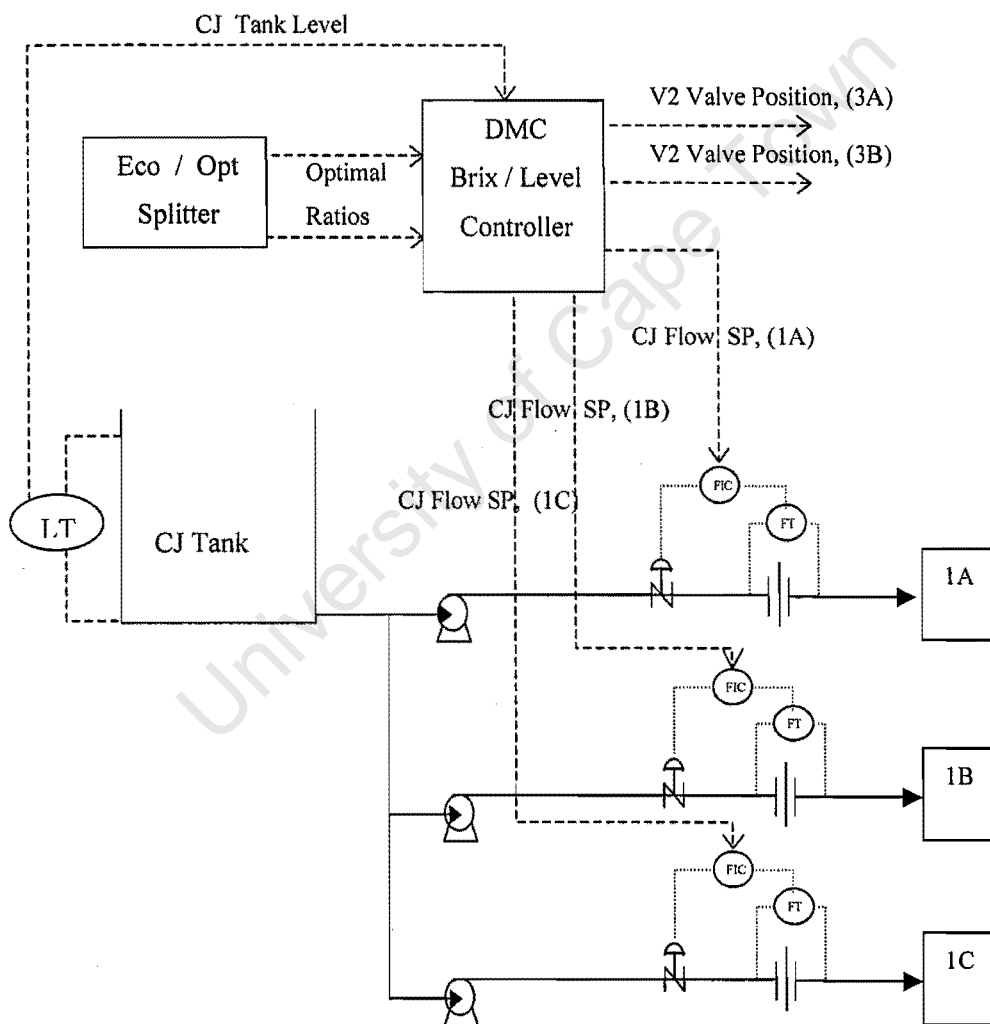 CJ Tank Level
V2 Valve Position, (3A)
DMC
Brix / Level
Controller
V2 Valve Position, (3B)
Eco / Opt
Splitter
Optimal
Ratios
CJ Flow SP, (1A)
CJ Flow SP, (1B)
CJ Flow SP, (1C)
LT
CJ Tank
FIC
FT
1A
FIC
FT
1B
FIC
FT
1C
University of Cape Town